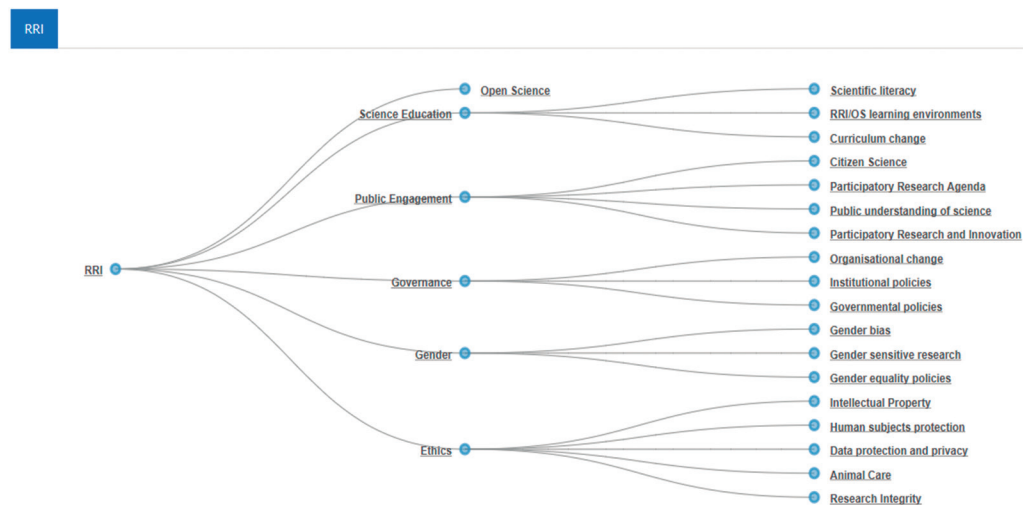 RRI
Open Science
Science Education
Scientific literacy
RRI/OS learning environments
Curriculum change
Public Engagement
Citizen Science
Participatory Research Agenda
Public understanding of science
Participatory Research and Innovation
RRI
Governance
Organisational change
Institutional policies
Governmental policies
Gender
Gender bias
Gender sensitive research
Gender equality policies
Ethics
Intellectual Property
Human subjects protection
Data protection and privacy
Animal Care
Research Integrity